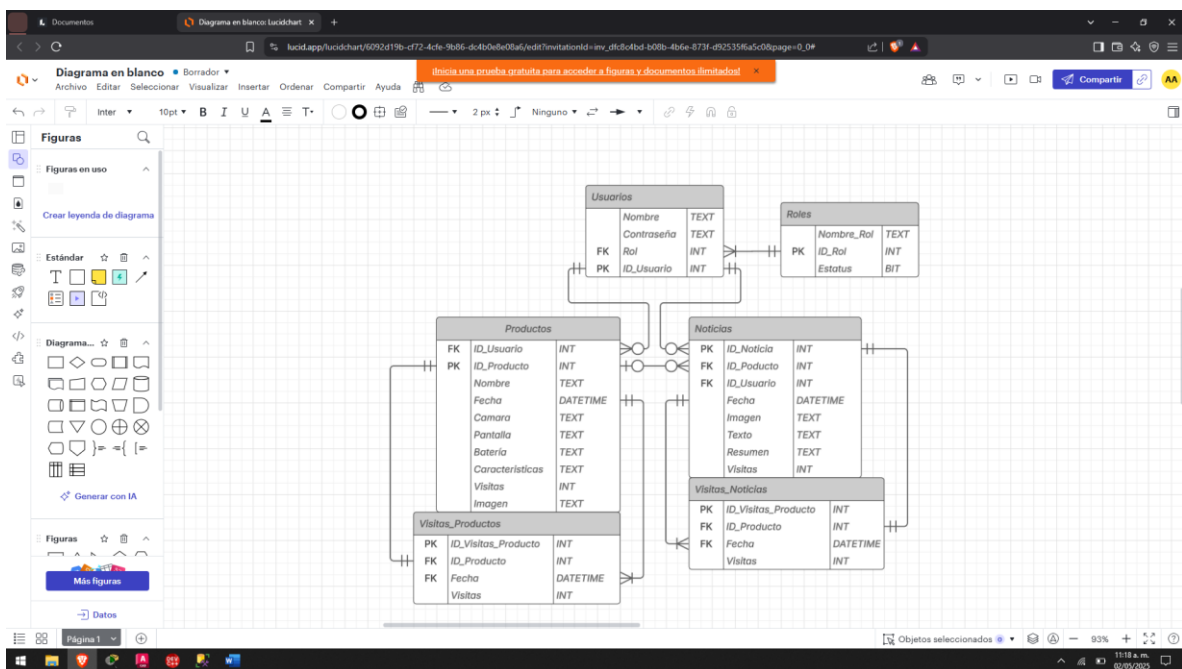 Documentos
Diagrama en blanco: Lucidchart × +
lucid.app/lucidchart/6092d19b-cf72-4cfe-9b86-dc4b0e8e08a6/edit?invitationId=inv_dfc8c4bd-b08b-4b6e-873f-d92535f6a5c0&page=0_0#
Diagrama en blanco Borrador
¡Inicia una prueba gratuita para acceder a figuras y documentos ilimitados! ×
Archivo Editar Seleccionar Visualizar Insertar Ordenar Compartir Ayuda
Compartir
AA
Inter 10pt B I U A T 2 px Ninguno
Figuras
Figuras en uso
Crear leyenda de diagrama
Estándar
T
Diagrama...
Generar con IA
Figuras
Más figuras
Datos
Usuarios
Nombre TEXT
Contraseña TEXT
FK Rol INT
PK ID_Usuario INT
Roles
Nombre_Rol TEXT
PK ID_Rol INT
Estatus BIT
Productos
FK ID_Usuario INT
PK ID_Producto INT
Nombre TEXT
Fecha DATETIME
Camara TEXT
Pantalla TEXT
Batería TEXT
Caracteristicas TEXT
Visitas INT
Imagen TEXT
Noticias
PK ID_Noticia INT
FK ID_Poducto INT
FK ID_Usuario INT
Fecha DATETIME
Imagen TEXT
Texto TEXT
Resumen TEXT
Visitas INT
Visitas_Productos
PK ID_Visitas_Producto INT
FK ID_Producto INT
FK Fecha DATETIME
Visitas INT
Visitas_Noticias
PK ID_Visitas_Producto INT
FK ID_Producto INT
FK Fecha DATETIME
Visitas INT
Página 1
Objetos seleccionados
93%
11:18 a. m.
02/05/2025